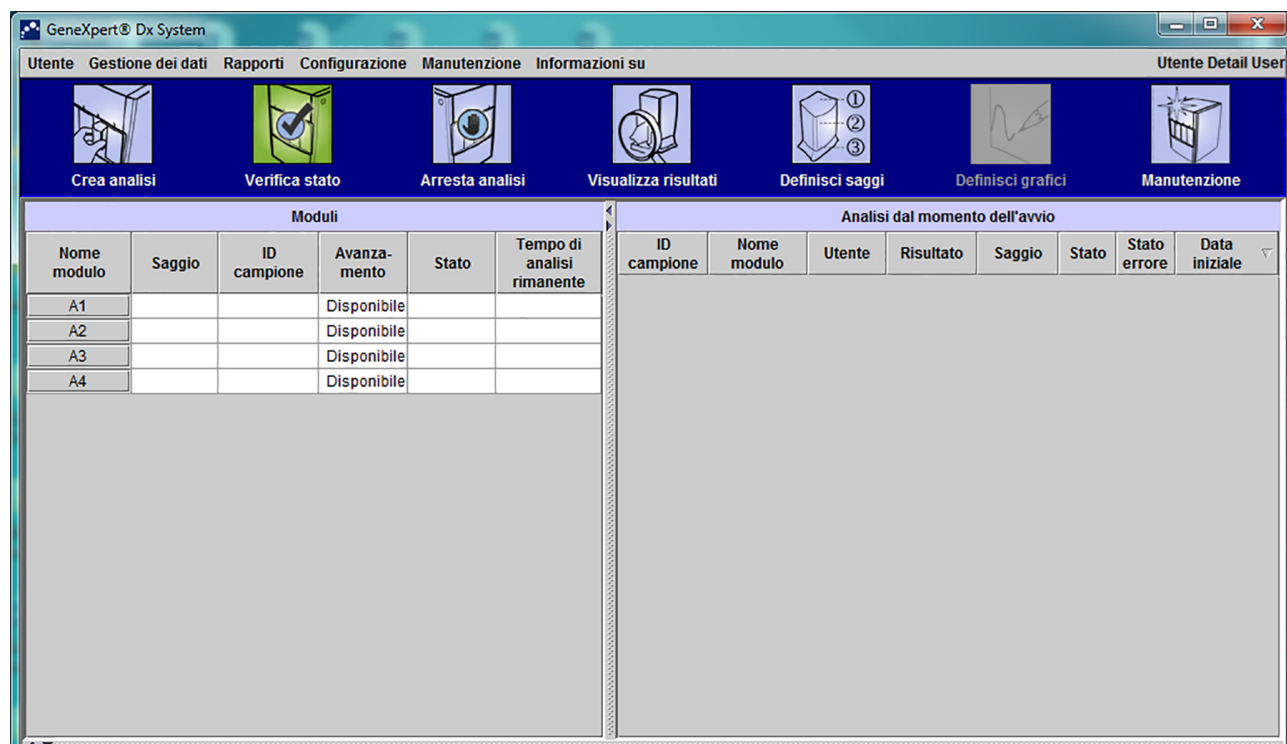 GeneXpert® Dx System
Utente Gestione dei dati Rapporti Configurazione Manutenzione Informazioni su Utente Detail User
① ② ③
Crea analisi Verifica stato Arresta analisi Visualizza risultati Definisci saggi Definisci grafici Manutenzione
Moduli
Nome modulo Saggio ID campione Avanza-mento Stato Tempo di analisi rimanente
A1 Disponibile
A2 Disponibile
A3 Disponibile
A4 Disponibile
Analisi dal momento dell'avvio
ID campione Nome modulo Utente Risultato Saggio Stato Stato errore Data iniziale